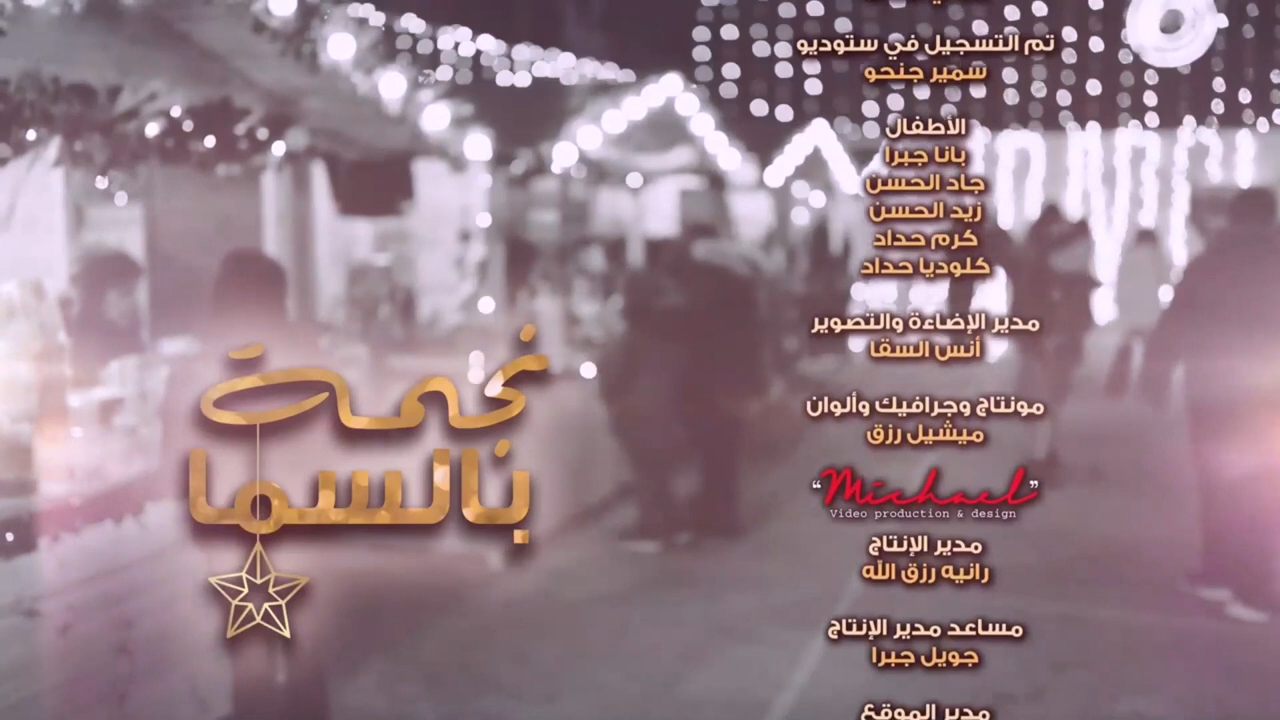 تم التسجيل في ستوديو
سمير جنحو
الأطفال
بانا جبرا
جاد الحسن
زيد الحسن
كرم حداد
كلوديا حداد
مدير الإضاءة والتصوير
أنس السقا
مونتاج وجرافيك وألوان
ميشيل رزق
“Michael”
Video production & design
مدير الإنتاج
رانيه رزق الله
مساعد مدير الإنتاج
جويل جبرا
مدير الموقع
نجمة
بالسما